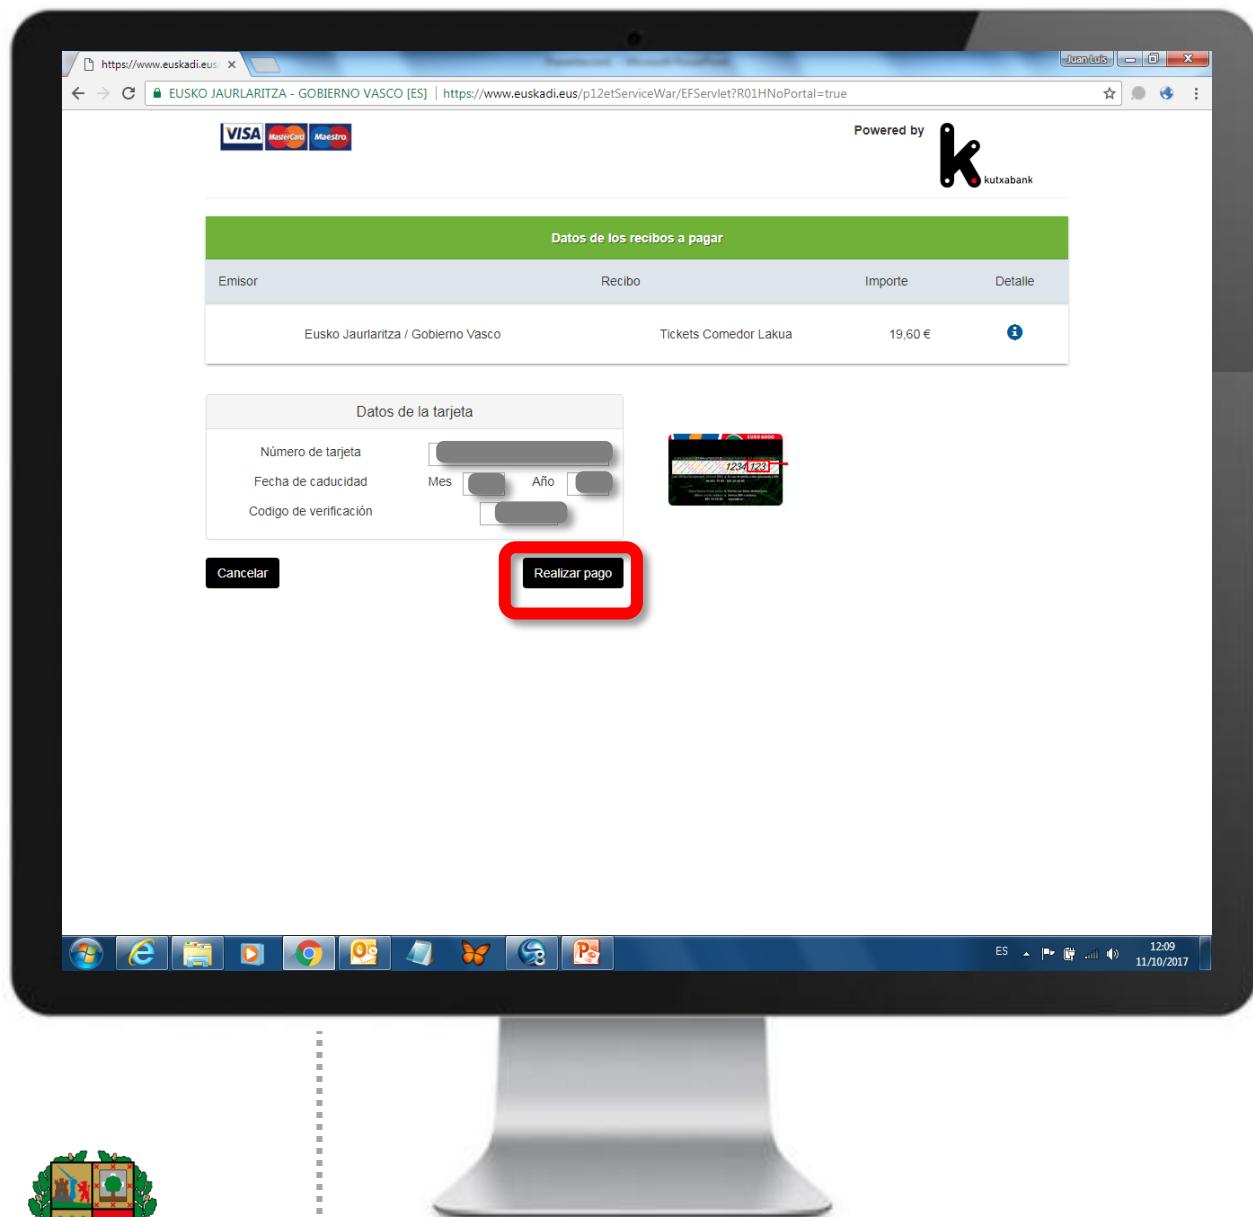 https://www.euskadi.eus/
Juan Luis
EUSKO JAURLARITZA - GOBIERNO VASCO [ES] | https://www.euskadi.eus/p12etServiceWar/EFServlet?R01HNoPortal=true
VISA MasterCard Maestro
Powered by
k
kutxabank
Datos de los recibos a pagar
Emisor Recibo Importe Detalle
Eusko Jaurlaritza / Gobierno Vasco Tickets Comedor Lakua 19,60 €
Datos de la tarjeta
EURO 6000
Número de tarjeta
1234 123
Fecha de caducidad Mes Año
Codigo de verificación
Cancelar Realizar pago
ES 12:09
11/10/2017